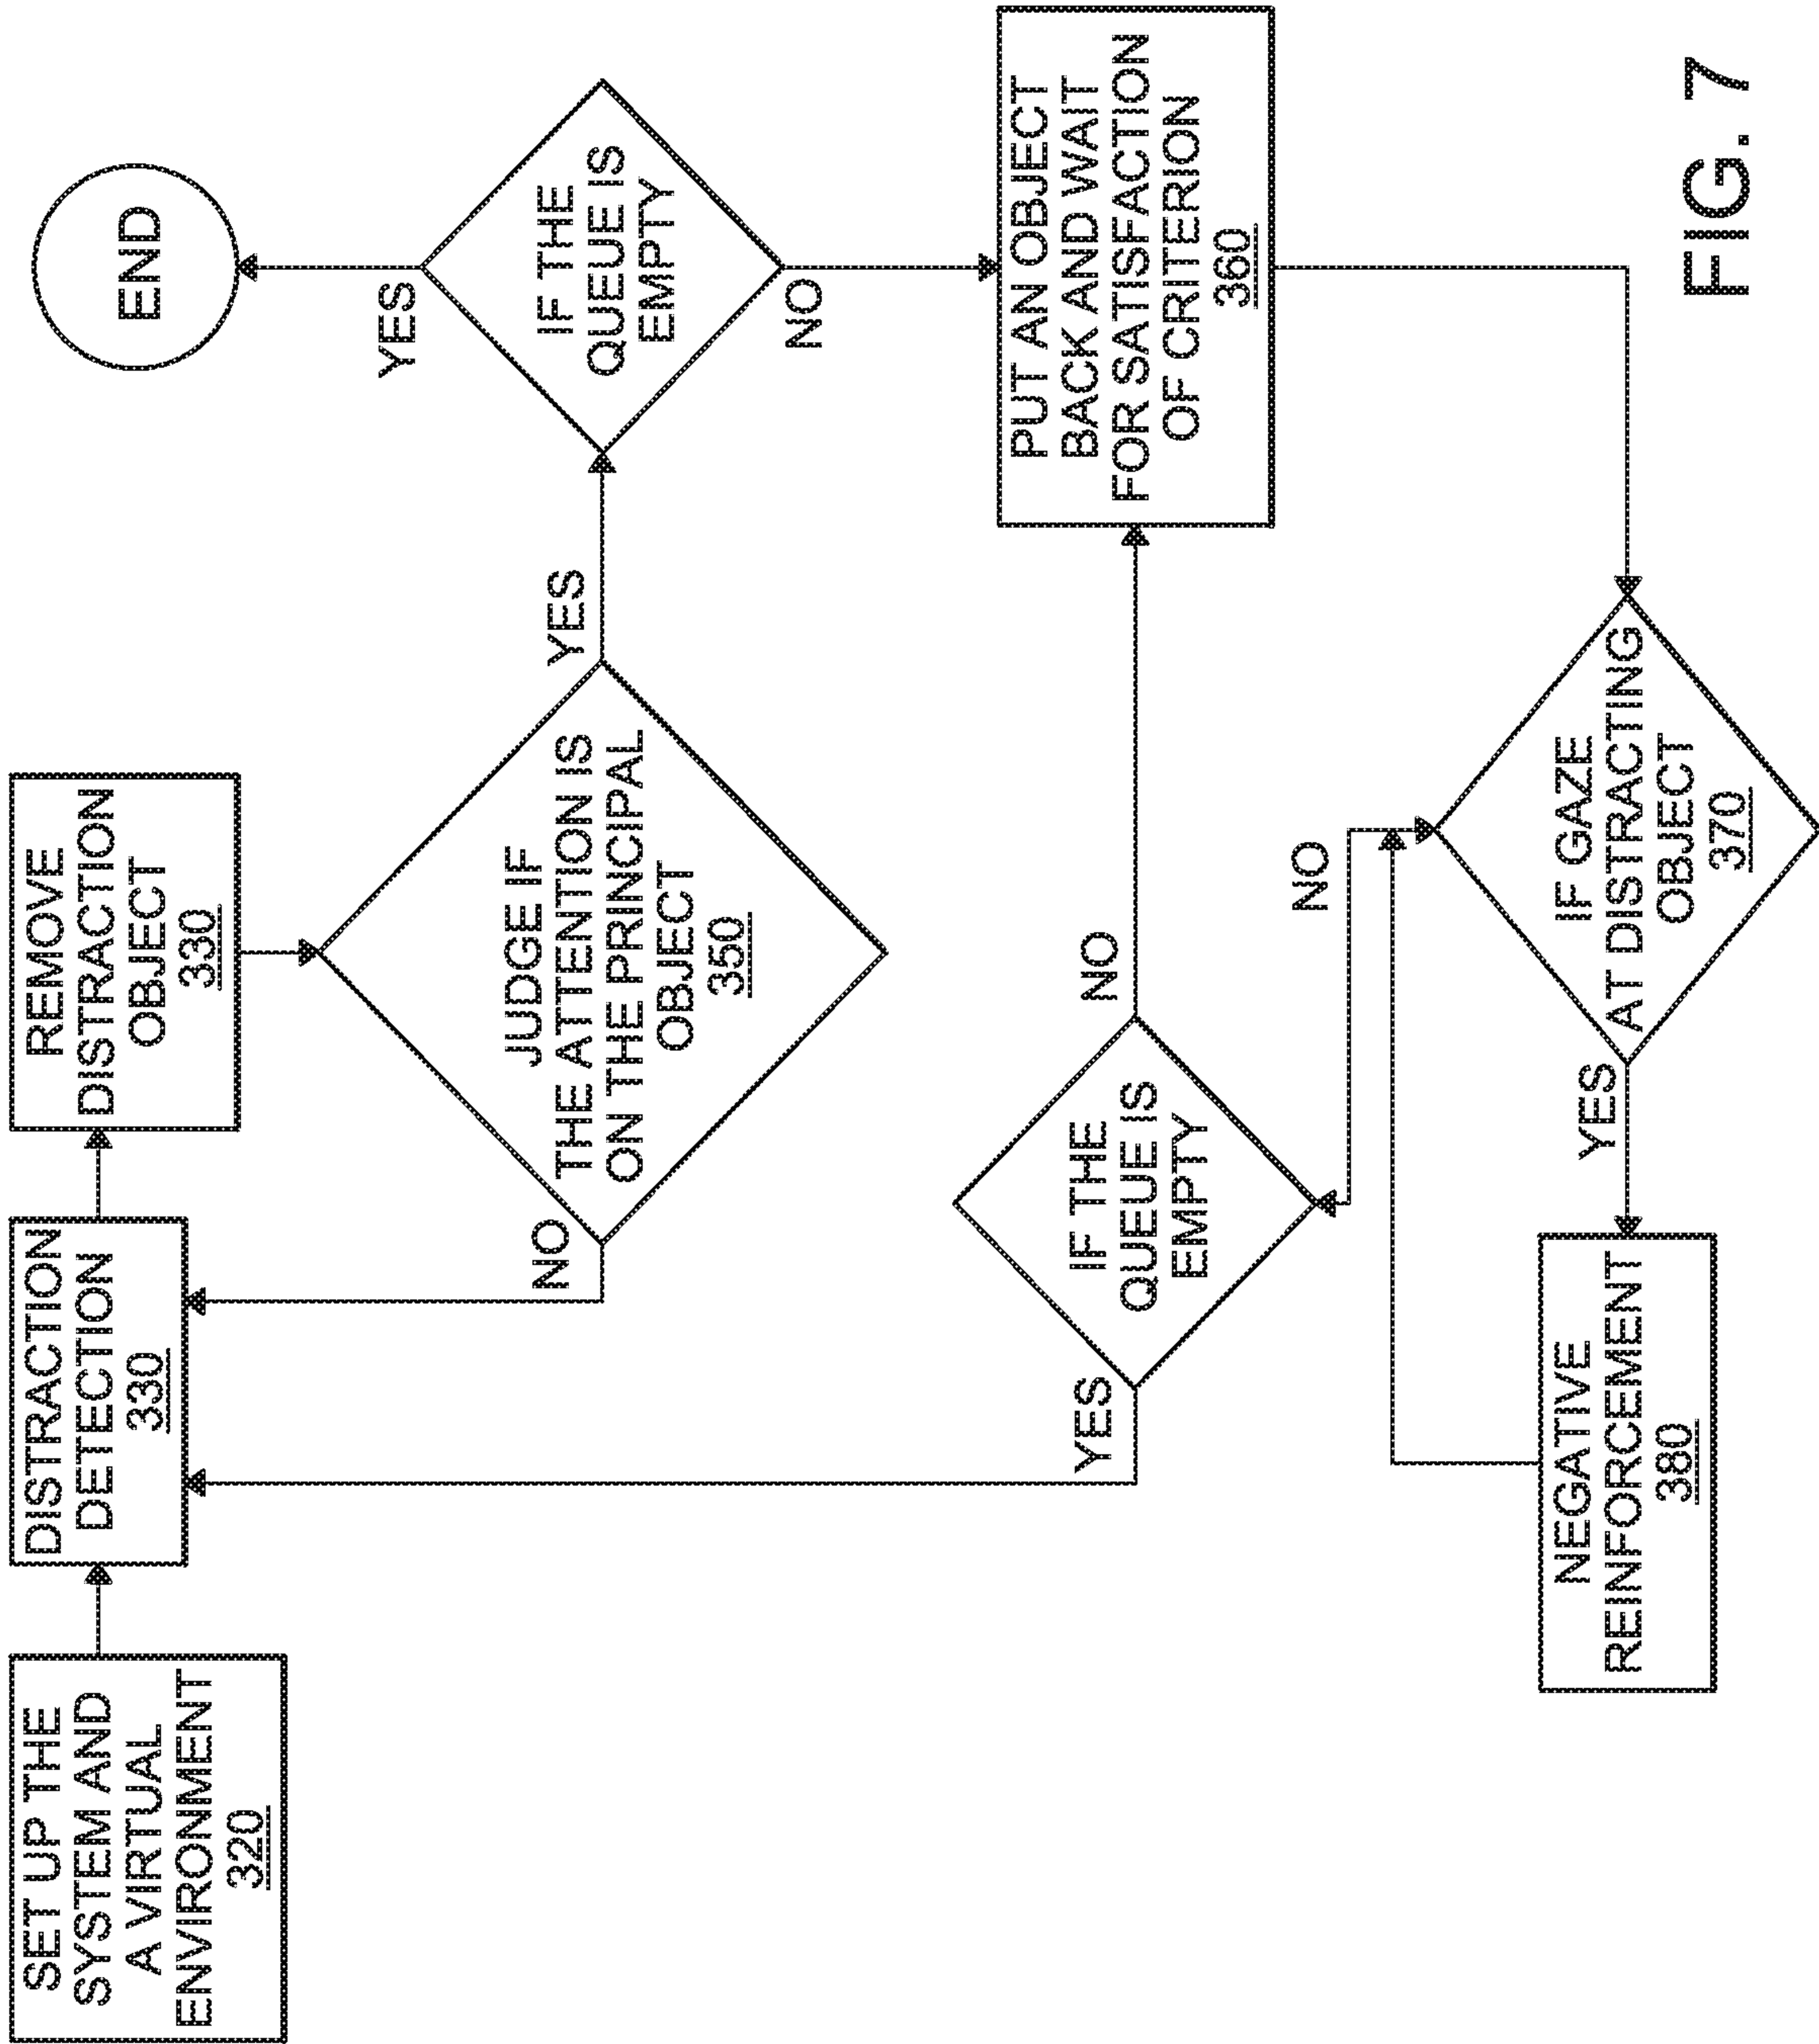 SET UP THE
SYSTEM AND
A VIRTUAL
ENVIRONMENT
320
DISTRACTION
DETECTION
330
REMOVE
DISTRACTION
OBJECT
330
END
JUDGE IF
THE ATTENTION IS
ON THE PRINCIPAL
OBJECT
350
NO
YES
IF THE
QUEUE IS
EMPTY
YES
NO
IF THE
QUEUE IS
EMPTY
YES
NO
PUT AN OBJECT
BACK AND WAIT
FOR SATISFACTION
OF CRITERION
360
NO
NEGATIVE
REINFORCEMENT
380
YES
IF GAZE
AT DISTRACTING
OBJECT
370
FIG. 7